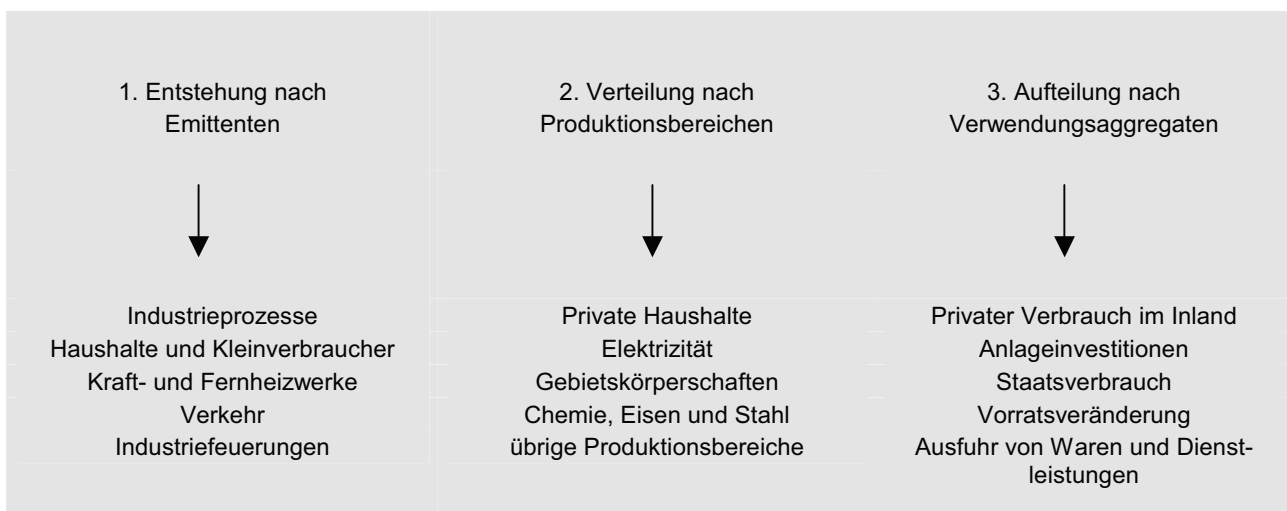 1. Entstehung nach
Emittenten
Industrieprozesse
Haushalte und Kleinverbraucher
Kraft- und Fernheizwerke
Verkehr
Industriefeuerungen
2. Verteilung nach
Produktionsbereichen
Private Haushalte
Elektrizität
Gebietskörperschaften
Chemie, Eisen und Stahl
übrige Produktionsbereiche
3. Aufteilung nach
Verwendungsaggregaten
Privater Verbrauch im Inland
Anlageinvestitionen
Staatsverbrauch
Vorratsveränderung
Ausfuhr von Waren und Dienst-
leistungen